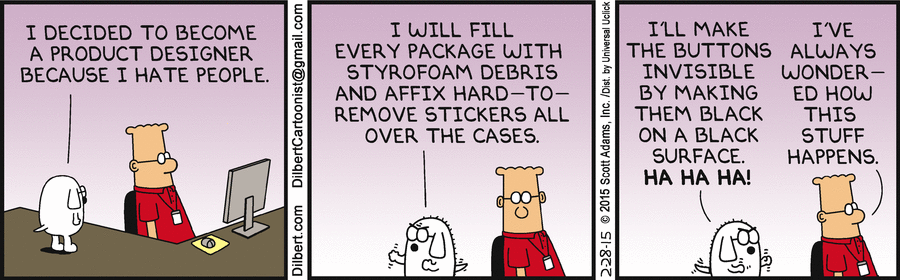 I DECIDED TO BECOME
A PRODUCT DESIGNER
BECAUSE I HATE PEOPLE.
Dilbert.com DilbertCartoonist@gmail.com
I WILL FILL
EVERY PACKAGE WITH
STYROFOAM DEBRIS
AND AFFIX HARD—TO—
REMOVE STICKERS ALL
OVER THE CASES.
2-28-15 © 2015 Scott Adams, Inc. /Dist. by Universal Uclick
I'LL MAKE
THE BUTTONS
INVISIBLE
BY MAKING
THEM BLACK
ON A BLACK
SURFACE.
HA HA HA!
I'VE
ALWAYS
WONDER—
ED HOW
THIS
STUFF
HAPPENS.